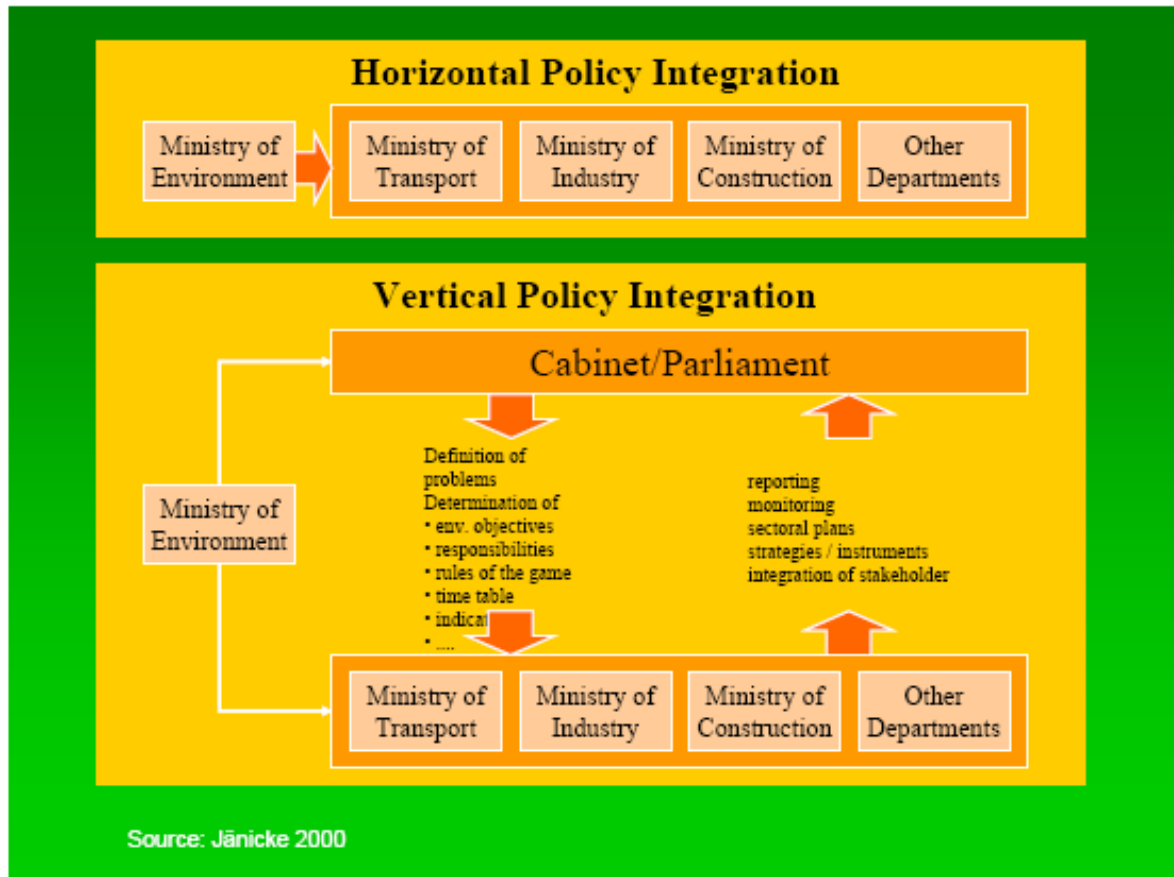 Horizontal Policy Integration
Ministry of
Environment
Ministry of
Transport
Ministry of
Industry
Ministry of
Construction
Other
Departments
Vertical Policy Integration
Cabinet/Parliament
Definition of
problems
Determination of
• env. objectives
• responsibilities
• rules of the game
• time table
• indicat
• ....
reporting
monitoring
sectoral plans
strategies / instruments
integration of stakeholder
Ministry of
Environment
Ministry of
Transport
Ministry of
Industry
Ministry of
Construction
Other
Departments
Source: Jänicke 2000